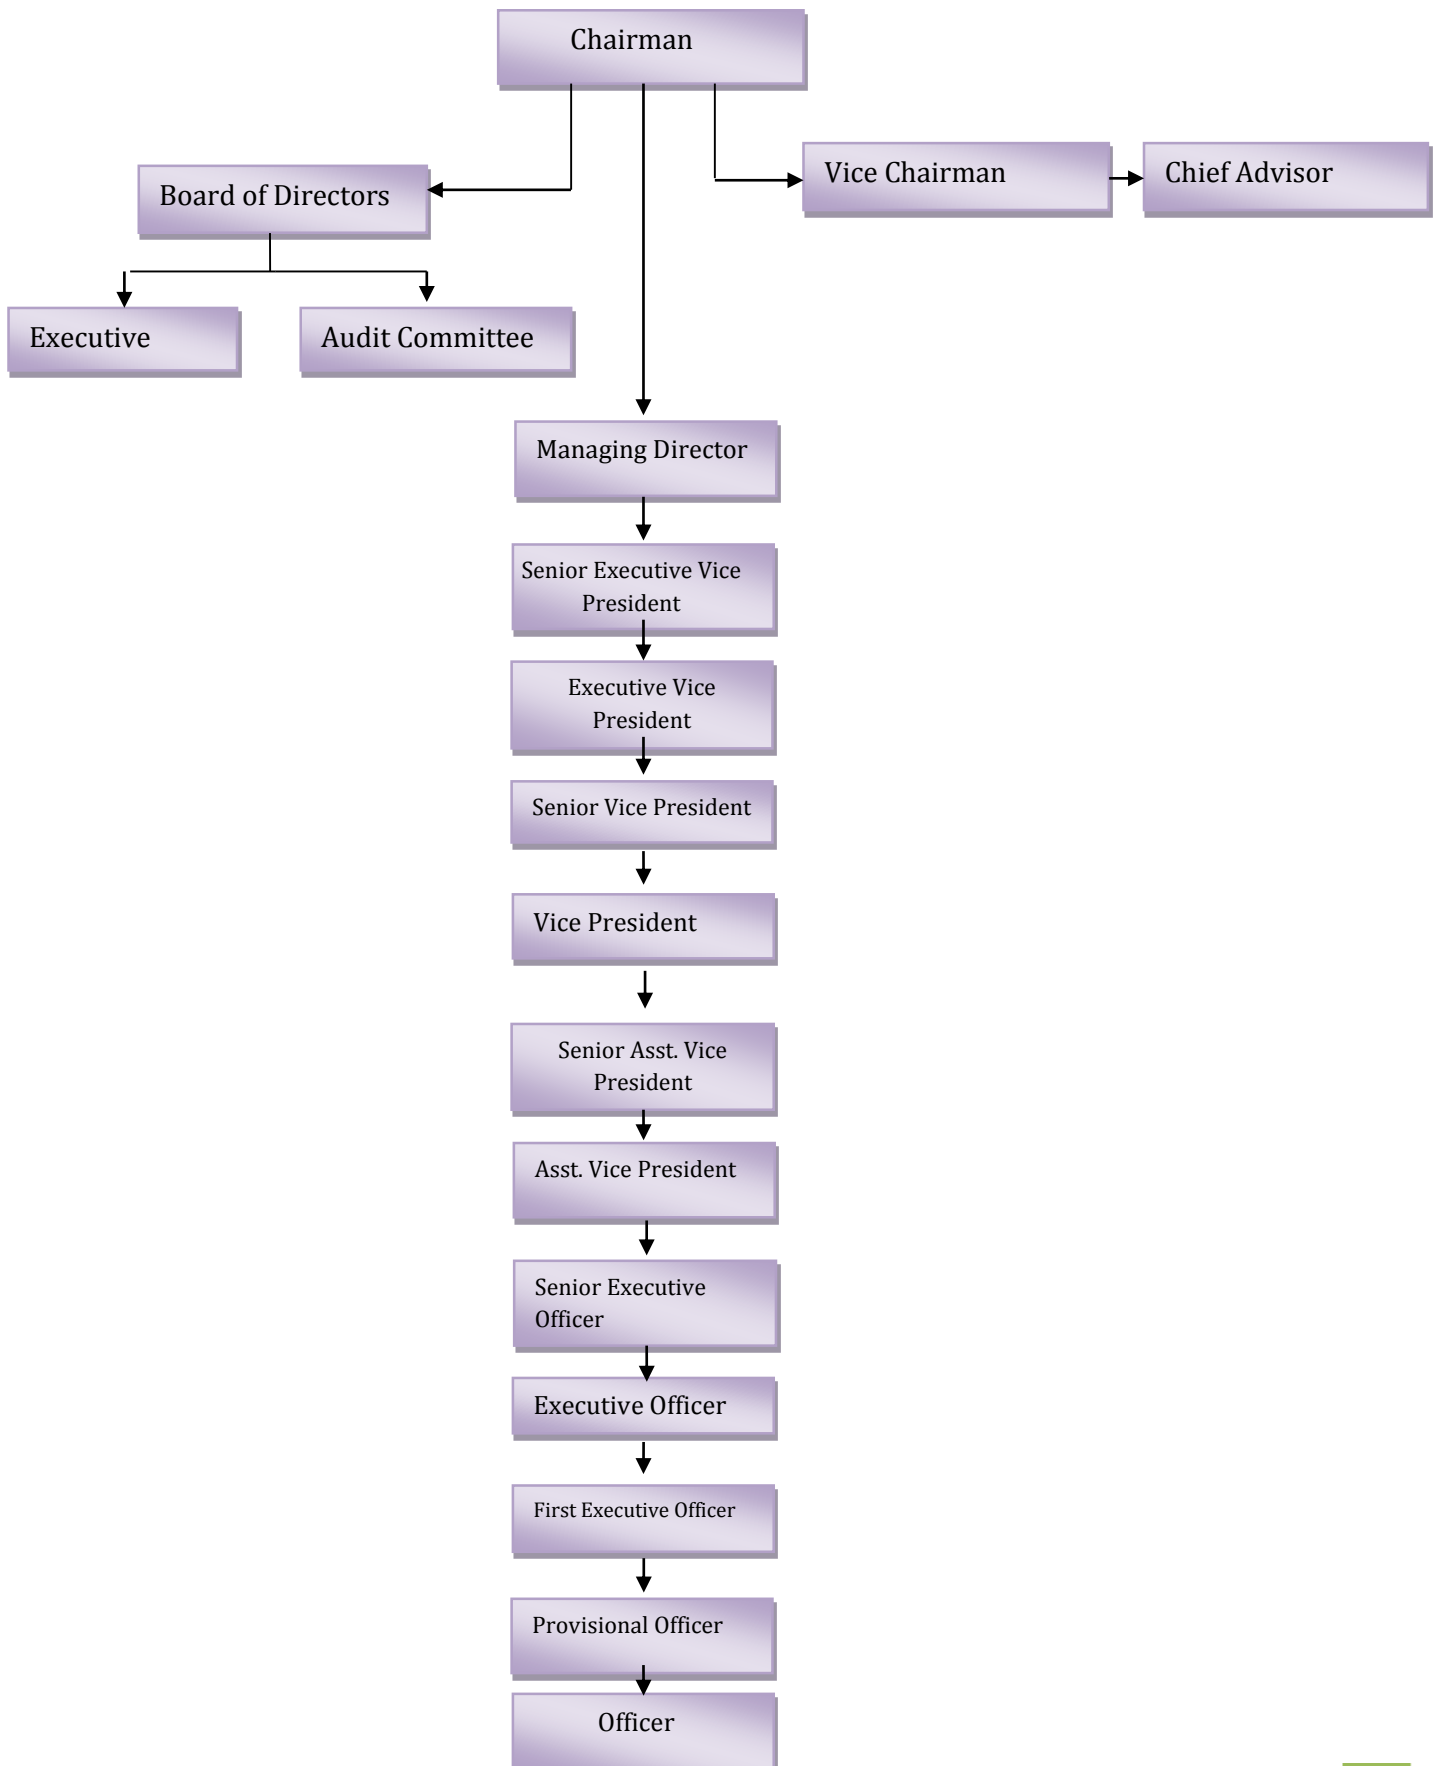 Chairman
Vice Chairman
Chief Advisor
Board of Directors
Executive
Audit Committee
Managing Director
Senior Executive Vice
President
Executive Vice
President
Senior Vice President
Vice President
Senior Asst. Vice
President
Asst. Vice President
Senior Executive
Officer
Executive Officer
First Executive Officer
Provisional Officer
Officer